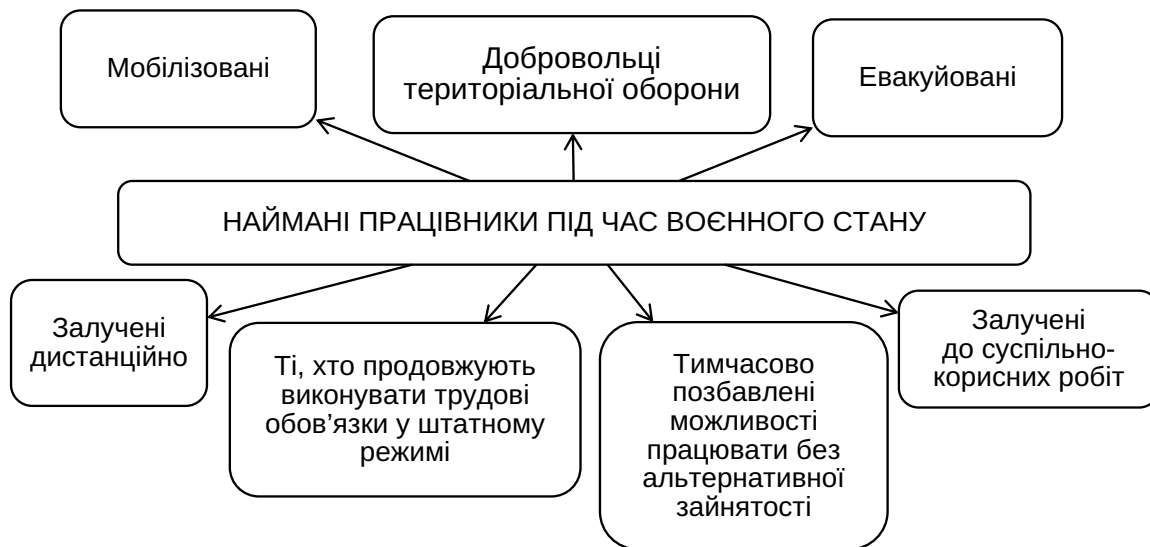 Мобілізовані
Добровольці
територіальної оборони
Евакуйовані
НАЙМАНІ ПРАЦІВНИКИ ПІД ЧАС ВОЄННОГО СТАНУ
Залучені
дистанційно
Ті, хто продовжують
виконувати трудові
обов’язки у штатному
режимі
Тимчасово
позбавлені
можливості
працювати без
альтернативної
зайнятості
Залучені
до суспільно-
корисних робіт